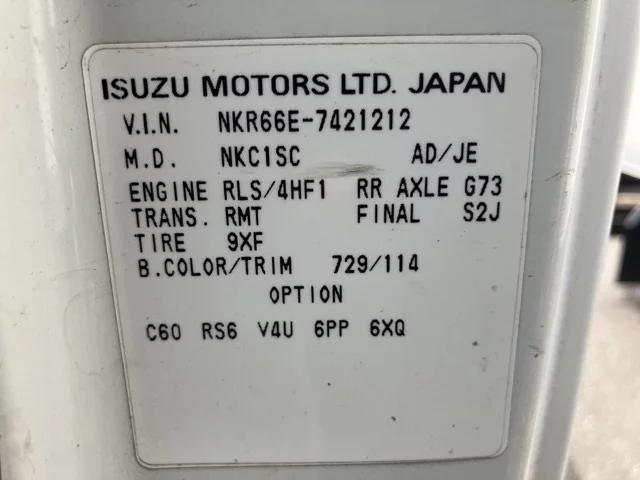 ISUZU MOTORS LTD. JAPAN
V.I.N. NKR66E-7421212
M.D. NKC1SC AD/JE
ENGINE RLS/4HF1 RR AXLE G73
TRANS. RMT FINAL S2J
TIRE 9XF
B.COLOR/TRIM 729/114
OPTION
C60 RS6 V4U 6PP 6XQ